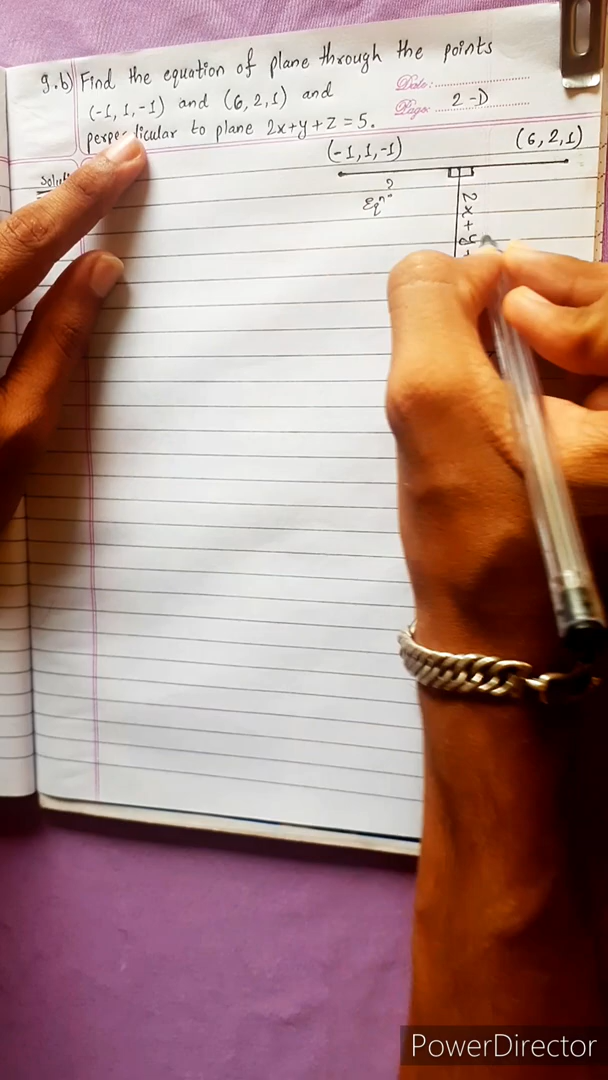 9.b) Find the equation of plane through the points
(-1, 1, -1) and (6, 2, 1) and
Date:
Page: 2-D
perpendicular to plane 2x+y+z=5.
(-1, 1, -1) (6, 2, 1)
?
Eqn
2x+y
PowerDirector